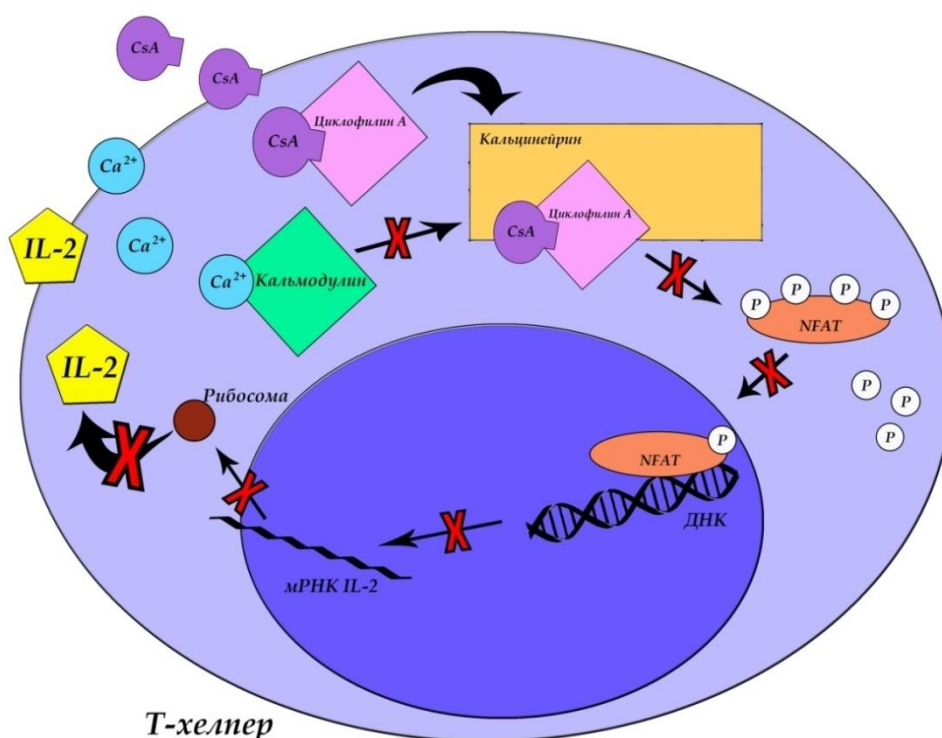 CsA
CsA
CsA
Циклофилин А
Кальцинейрин
Ca²⁺
Ca²⁺
IL-2
Ca²⁺
Кальмодулин
CsA
Циклофилин А
P
P
P
P
NFAT
IL-2
Рибосома
P
P
P
P
NFAT
ДНК
мРНК IL-2
Т-хелпер